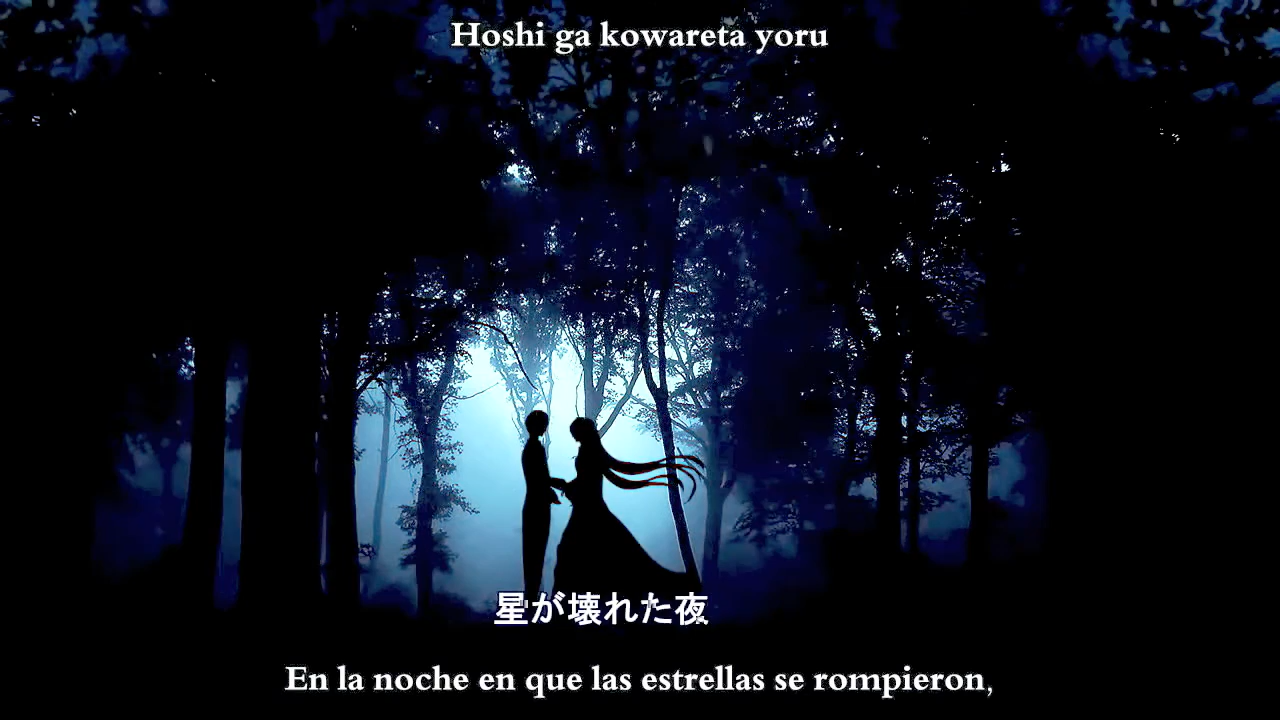 Hoshi ga kowareta yoru
星が壊れた夜
En la noche en que las estrellas se rompieron,